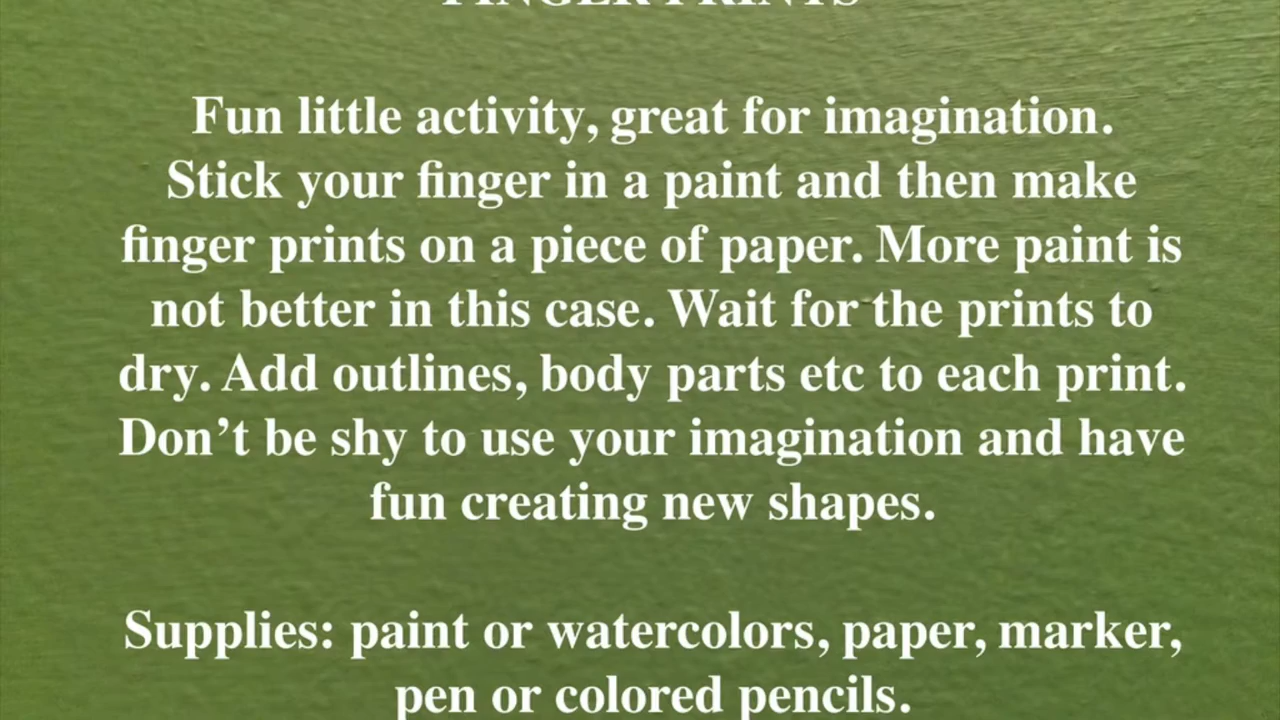 FINGER PRINTS
Fun little activity, great for imagination.
Stick your finger in a paint and then make
finger prints on a piece of paper. More paint is
not better in this case. Wait for the prints to
dry. Add outlines, body parts etc to each print.
Don’t be shy to use your imagination and have
fun creating new shapes.
Supplies: paint or watercolors, paper, marker,
pen or colored pencils.